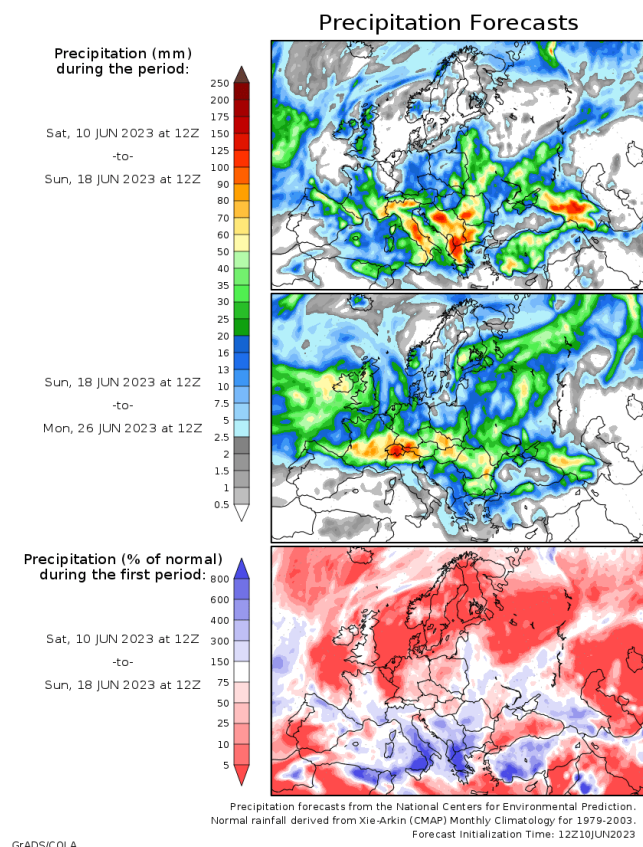 Precipitation Forecasts
Precipitation (mm)
during the period:
Sat, 10 JUN 2023 at 12Z
-to-
Sun, 18 JUN 2023 at 12Z
250
200
175
150
125
100
90
80
70
60
50
40
35
30
25
20
16
13
10
7.5
5
2.5
2
1.5
1
0.5
Sun, 18 JUN 2023 at 12Z
-to-
Mon, 26 JUN 2023 at 12Z
Precipitation (% of normal)
during the first period:
Sat, 10 JUN 2023 at 12Z
-to-
Sun, 18 JUN 2023 at 12Z
800
600
400
300
150
75
50
25
10
5
Precipitation forecasts from the National Centers for Environmental Prediction.
Normal rainfall derived from Xie-Arkin (CMAP) Monthly Climatology for 1979-2003.
Forecast Initialization Time: 12Z10JUN2023
GrADS/COLA